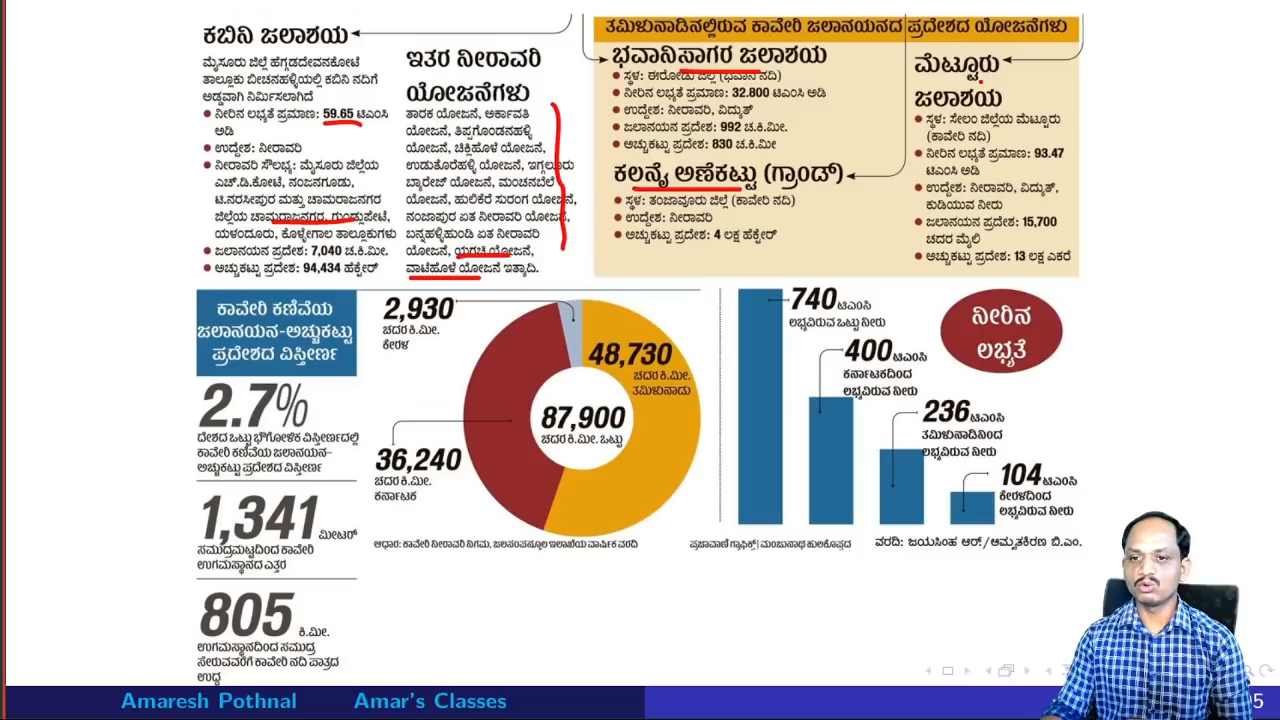 ಕಬಿನಿ ಜಲಾಶಯ
ಮೈಸೂರು ಜಿಲ್ಲೆ ಹೆಗ್ಗಡದೇವನಕೋಟೆ
ತಾಲ್ಲೂಕು ಬೀಚನಹಳ್ಳಿಯಲ್ಲಿ ಕಬಿನಿ ನದಿಗೆ
ಅಡ್ಡವಾಗಿ ನಿರ್ಮಿಸಲಾಗಿದೆ
● ನೀರಿನ ಲಭ್ಯತೆ ಪ್ರಮಾಣ: 59.65 ಟಿಎಂಸಿ
ಅಡಿ
● ಉದ್ದೇಶ: ನೀರಾವರಿ
● ನೀರಾವರಿ ಸೌಲಭ್ಯ: ಮೈಸೂರು ಜಿಲ್ಲೆಯ
ಎಚ್.ಡಿ.ಕೋಟೆ, ನಂಜನಗೂಡು,
ಟಿ.ನರಸೀಪುರ ಮತ್ತು ಚಾಮರಾಜನಗರ
ಜಿಲ್ಲೆಯ ಚಾಮರಾಜನಗರ, ಗುಂಡ್ಲುಪೇಟೆ,
ಯಳಂದೂರು, ಕೊಳ್ಳೇಗಾಲ ತಾಲ್ಲೂಕುಗಳು
● ಜಲಾನಯನ ಪ್ರದೇಶ: 7,040 ಚ.ಕಿ.ಮೀ.
● ಅಚ್ಚುಕಟ್ಟು ಪ್ರದೇಶ: 94,434 ಹೆಕ್ಟೇರ್
ಇತರ ನೀರಾವರಿ
ಯೋಜನೆಗಳು
ತಾರಕ ಯೋಜನೆ, ಅರ್ಕಾವತಿ
ಯೋಜನೆ, ತಿಪ್ಪಗೊಂಡನಹಳ್ಳಿ
ಯೋಜನೆ, ಚಿಕ್ಲಿಹೊಳೆ ಯೋಜನೆ,
ಉಡುತೊರೆಹಳ್ಳಿ ಯೋಜನೆ, ಇಗ್ಗಲೂರು
ಬ್ಯಾರೇಜ್ ಯೋಜನೆ, ಮಂಚನಬೆಲೆ
ಯೋಜನೆ, ಹುಲಿಕೆರೆ ಸುರಂಗ ಯೋಜನೆ,
ನಂಜಾಪುರ ಏತ ನೀರಾವರಿ ಯೋಜನೆ,
ಬನ್ನಹಳ್ಳಿಹುಂಡಿ ಏತ ನೀರಾವರಿ
ಯೋಜನೆ, ಯಗಚಿ ಯೋಜನೆ,
ವಾಟೆಹೊಳೆ ಯೋಜನೆ ಇತ್ಯಾದಿ.
ತಮಿಳುನಾಡಿನಲ್ಲಿರುವ ಕಾವೇರಿ ಜಲಾನಯನದ ಪ್ರದೇಶದ ಯೋಜನೆಗಳು
ಭವಾನಿಸಾಗರ ಜಲಾಶಯ
● ಸ್ಥಳ: ಈರೋಡು ಜಿಲ್ಲೆ (ಭವಾನಿ ನದಿ)
● ನೀರಿನ ಲಭ್ಯತೆ ಪ್ರಮಾಣ: 32.800 ಟಿಎಂಸಿ ಅಡಿ
● ಉದ್ದೇಶ: ನೀರಾವರಿ, ವಿದ್ಯುತ್
● ಜಲಾನಯನ ಪ್ರದೇಶ: 992 ಚ.ಕಿ.ಮೀ.
● ಅಚ್ಚುಕಟ್ಟು ಪ್ರದೇಶ: 830 ಚ.ಕಿ.ಮೀ
ಕಲನೈ ಅಣೆಕಟ್ಟು (ಗ್ರಾಂಡ್)
● ಸ್ಥಳ: ತಂಜಾವೂರು ಜಿಲ್ಲೆ (ಕಾವೇರಿ ನದಿ)
● ಉದ್ದೇಶ: ನೀರಾವರಿ
● ಅಚ್ಚುಕಟ್ಟು ಪ್ರದೇಶ: 4 ಲಕ್ಷ ಹೆಕ್ಟೇರ್
ಮೆಟ್ಟೂರು
ಜಲಾಶಯ
● ಸ್ಥಳ: ಸೇಲಂ ಜಿಲ್ಲೆಯ ಮೆಟ್ಟೂರು
(ಕಾವೇರಿ ನದಿ)
● ನೀರಿನ ಲಭ್ಯತೆ ಪ್ರಮಾಣ: 93.47
ಟಿಎಂಸಿ ಅಡಿ
● ಉದ್ದೇಶ: ನೀರಾವರಿ, ವಿದ್ಯುತ್,
ಕುಡಿಯುವ ನೀರು
● ಜಲಾನಯನ ಪ್ರದೇಶ: 15,700
ಚದರ ಮೈಲಿ
● ಅಚ್ಚುಕಟ್ಟು ಪ್ರದೇಶ: 13 ಲಕ್ಷ ಎಕರೆ
ಕಾವೇರಿ ಕಣಿವೆಯ
ಜಲಾನಯನ-ಅಚ್ಚುಕಟ್ಟು
ಪ್ರದೇಶದ ವಿಸ್ತೀರ್ಣ
2.7%
ದೇಶದ ಒಟ್ಟು ಭೌಗೋಳಿಕ ವಿಸ್ತೀರ್ಣದಲ್ಲಿ
ಕಾವೇರಿ ಕಣಿವೆಯ ಜಲಾನಯನ-
ಅಚ್ಚುಕಟ್ಟು ಪ್ರದೇಶದ ವಿಸ್ತೀರ್ಣ
1,341 ಮೀಟರ್
ಸಮುದ್ರಮಟ್ಟದಿಂದ ಕಾವೇರಿ
ಉಗಮಸ್ಥಾನದ ಎತ್ತರ
805 ಕಿ.ಮೀ.
ಉಗಮಸ್ಥಾನದಿಂದ ಸಮುದ್ರ
ಸೇರುವವರೆಗೆ ಕಾವೇರಿ ನದಿ ಪಾತ್ರದ
ಉದ್ದ
2,930
ಚದರ ಕಿ.ಮೀ.
ಕೇರಳ
48,730
ಚದರ ಕಿ.ಮೀ.
ತಮಿಳುನಾಡು
87,900
ಚದರ ಕಿ.ಮೀ. ಒಟ್ಟು
36,240
ಚದರ ಕಿ.ಮೀ.
ಕರ್ನಾಟಕ
ಆಧಾರ: ಕಾವೇರಿ ನೀರಾವರಿ ನಿಗಮ, ಜಲಸಂಪನ್ಮೂಲ ಇಲಾಖೆಯ ವಾರ್ಷಿಕ ವರದಿ
740 ಟಿಎಂಸಿ
ಲಭ್ಯವಿರುವ ಒಟ್ಟು ನೀರು
400 ಟಿಎಂಸಿ
ಕರ್ನಾಟಕದಿಂದ
ಲಭ್ಯವಿರುವ ನೀರು
236 ಟಿಎಂಸಿ
ತಮಿಳುನಾಡಿನಿಂದ
ಲಭ್ಯವಿರುವ ನೀರು
104 ಟಿಎಂಸಿ
ಕೇರಳದಿಂದ
ಲಭ್ಯವಿರುವ ನೀರು
ನೀರಿನ
ಲಭ್ಯತೆ
ಪ್ರಜಾವಾಣಿ ಗ್ರಾಫಿಕ್ಸ್ | ಮಂಜುನಾಥ ಹುಲಕೊಪ್ಪದ
ವರದಿ: ಜಯಸಿಂಹ ಆರ್/ಅಮೃತಕಿರಣ ಬಿ.ಎಂ.
Amaresh Pothnal Amar's Classes
5